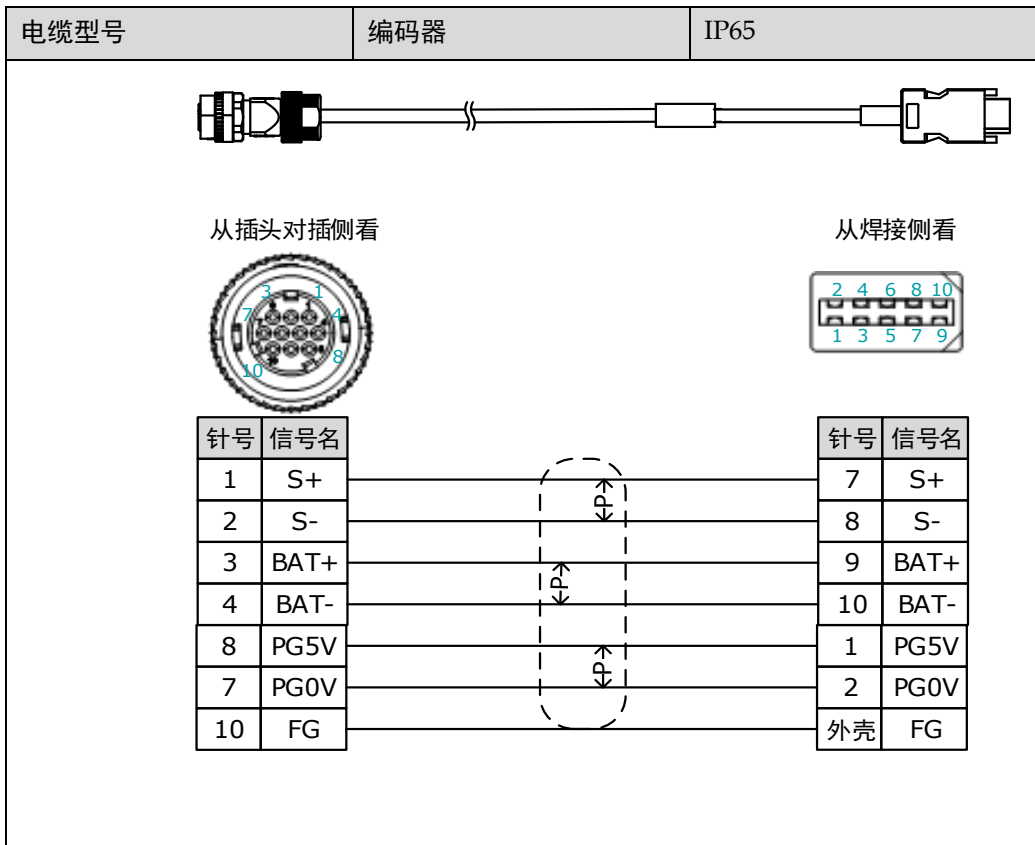 电缆型号 编码器 IP65
从插头对插侧看 从焊接侧看
3 1
7 4
10 8
2 4 6 8 10
1 3 5 7 9
针号 信号名 针号 信号名
1 S+ 7 S+
P
2 S- 8 S-
3 BAT+ 9 BAT+
P
4 BAT- 10 BAT-
8 PG5V 1 PG5V
P
7 PG0V 2 PG0V
10 FG 外壳 FG